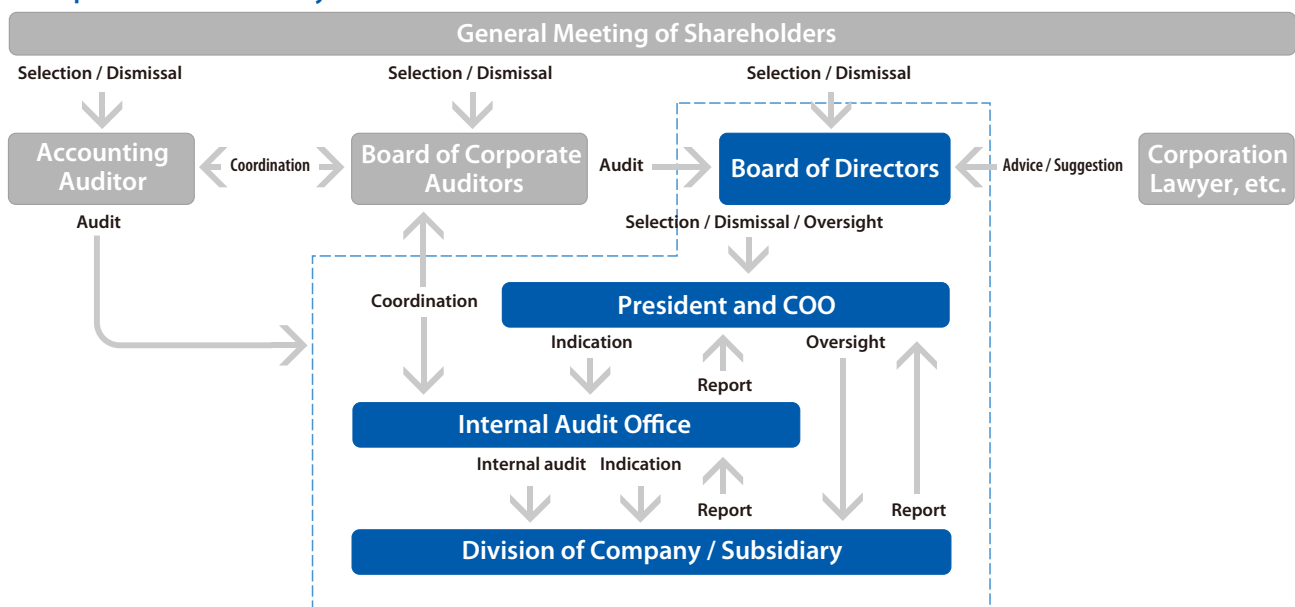 General Meeting of Shareholders
Selection / Dismissal
Selection / Dismissal
Selection / Dismissal
Accounting
Auditor
Coordination
Board of Corporate
Auditors
Audit
Board of Directors
Advice / Suggestion
Corporation
Lawyer, etc.
Audit
Selection / Dismissal / Oversight
Coordination
President and COO
Indication
Oversight
Report
Internal Audit Office
Internal audit
Indication
Report
Report
Division of Company / Subsidiary